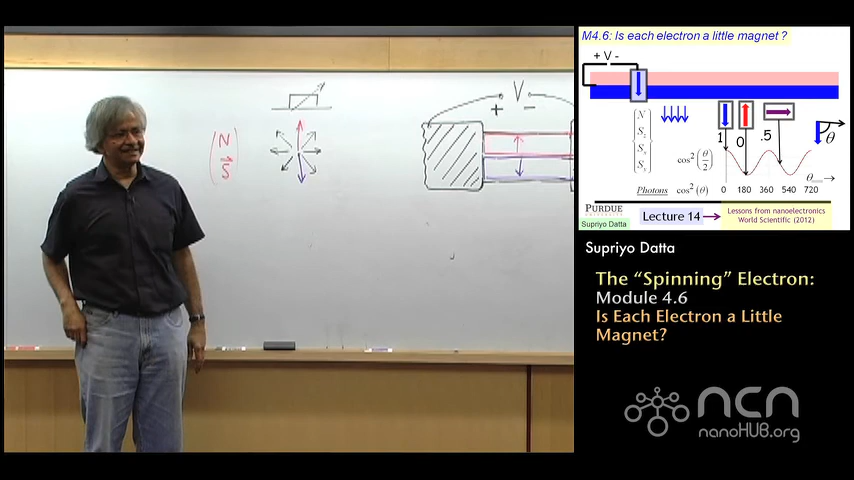 N
S
V
+ -
M4.6: Is each electron a little magnet ?
+ V -
N
Sz
Sx
Sy
1 0 .5
θ
cos²(θ/2)
θ →
0 180 360 540 720
Photons cos²(θ)
PURDUE
UNIVERSITY
Supriyo Datta
Lecture 14
Lessons from nanoelectronics
World Scientific (2012)
Supriyo Datta
The “Spinning” Electron:
Module 4.6
Is Each Electron a Little
Magnet?
ncn
nanoHUB.org